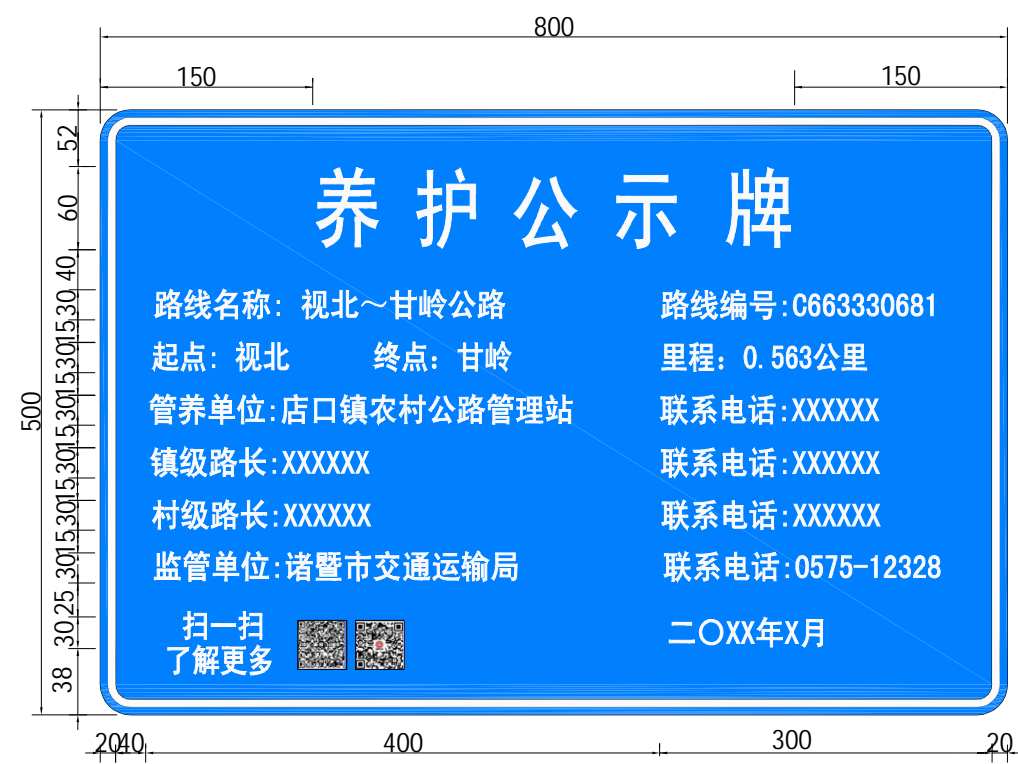 800
150 150
养护公示牌
路线名称: 视北～甘岭公路 路线编号:C663330681
起点: 视北 终点: 甘岭 里程: 0.563公里
管养单位:店口镇农村公路管理站 联系电话:XXXXXX
镇级路长:XXXXXX 联系电话:XXXXXX
村级路长:XXXXXX 联系电话:XXXXXX
监管单位:诸暨市交通运输局 联系电话:0575-12328
扫一扫
了解更多
二〇XX年X月
500
52
60
40
30
15
30
15
30
15
30
15
30
15
30
25
30
38
20 40 400 300 20